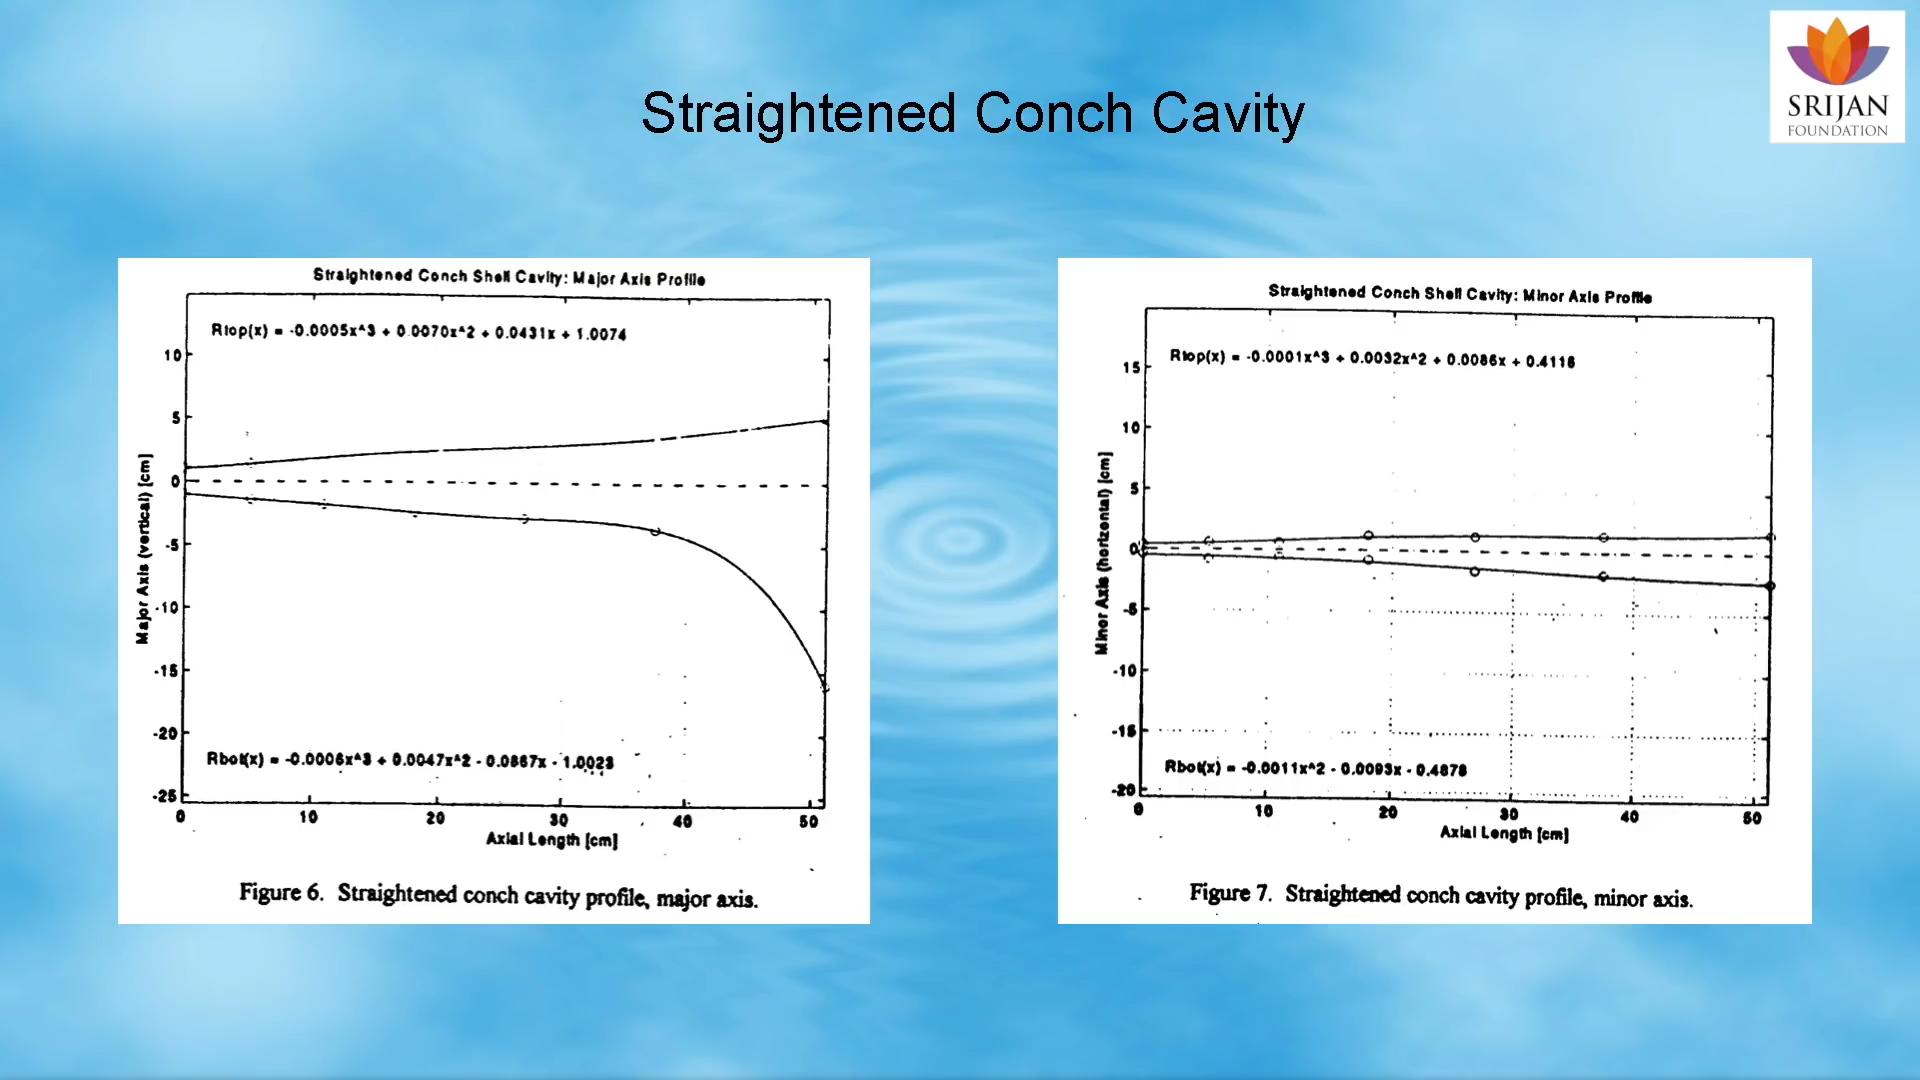 Straightened Conch Cavity
SRIJAN
FOUNDATION
Straightened Conch Shell Cavity: Major Axis Profile
Rtop(x) = -0.0005x^3 + 0.0070x^2 + 0.0431x + 1.0074
10
5
0
-5
-10
-15
-20
-25
Major Axis (vertical) [cm]
Rbot(x) = -0.0006x^3 + 0.0047x^2 - 0.0867x - 1.0023
0 10 20 30 40 50
Axial Length [cm]
Figure 6. Straightened conch cavity profile, major axis.
Straightened Conch Shell Cavity: Minor Axis Profile
Rtop(x) = -0.0001x^3 + 0.0032x^2 + 0.0086x + 0.4116
15
10
5
0
-5
-10
-15
-20
Minor Axis (horizontal) [cm]
Rbot(x) = -0.0011x^2 - 0.0093x - 0.4878
0 10 20 30 40 50
Axial Length [cm]
Figure 7. Straightened conch cavity profile, minor axis.